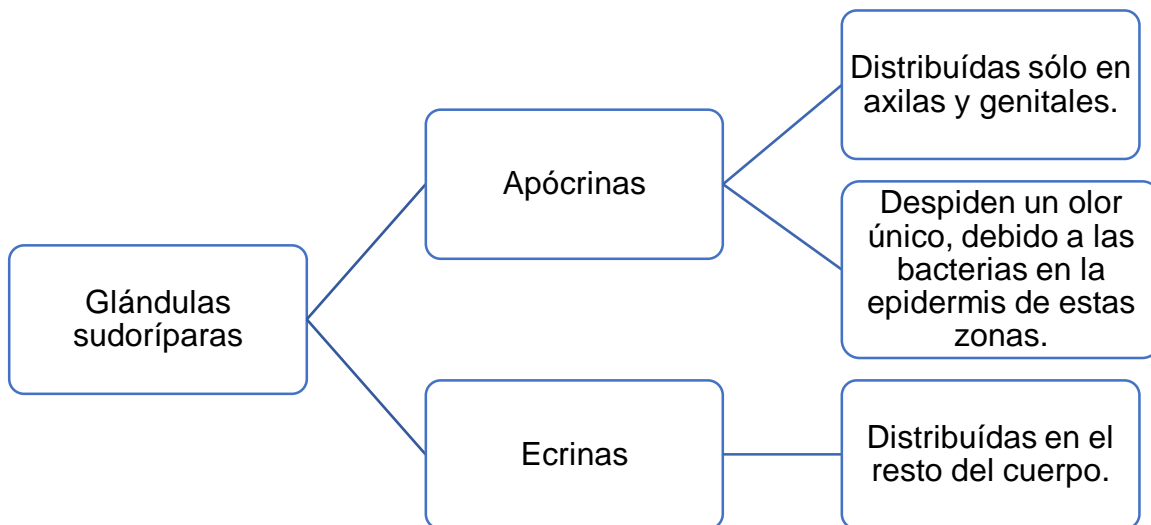 Glándulas
sudoríparas
Apócrinas
Distribuídas sólo en
axilas y genitales.
Despiden un olor
único, debido a las
bacterias en la
epidermis de estas
zonas.
Ecrinas
Distribuídas en el
resto del cuerpo.